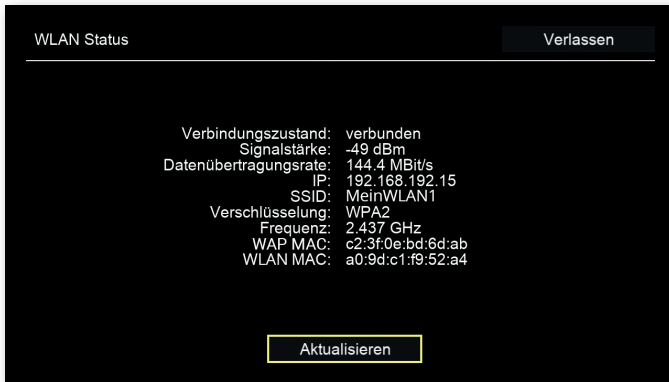 WLAN Status
Verlassen
Verbindungszustand: verbunden
Signalstärke: -49 dBm
Datenübertragungsrate: 144.4 MBit/s
IP: 192.168.192.15
SSID: MeinWLAN1
Verschlüsselung: WPA2
Frequenz: 2.437 GHz
WAP MAC: c2:3f:0e:bd:6d:ab
WLAN MAC: a0:9d:c1:f9:52:a4
Aktualisieren